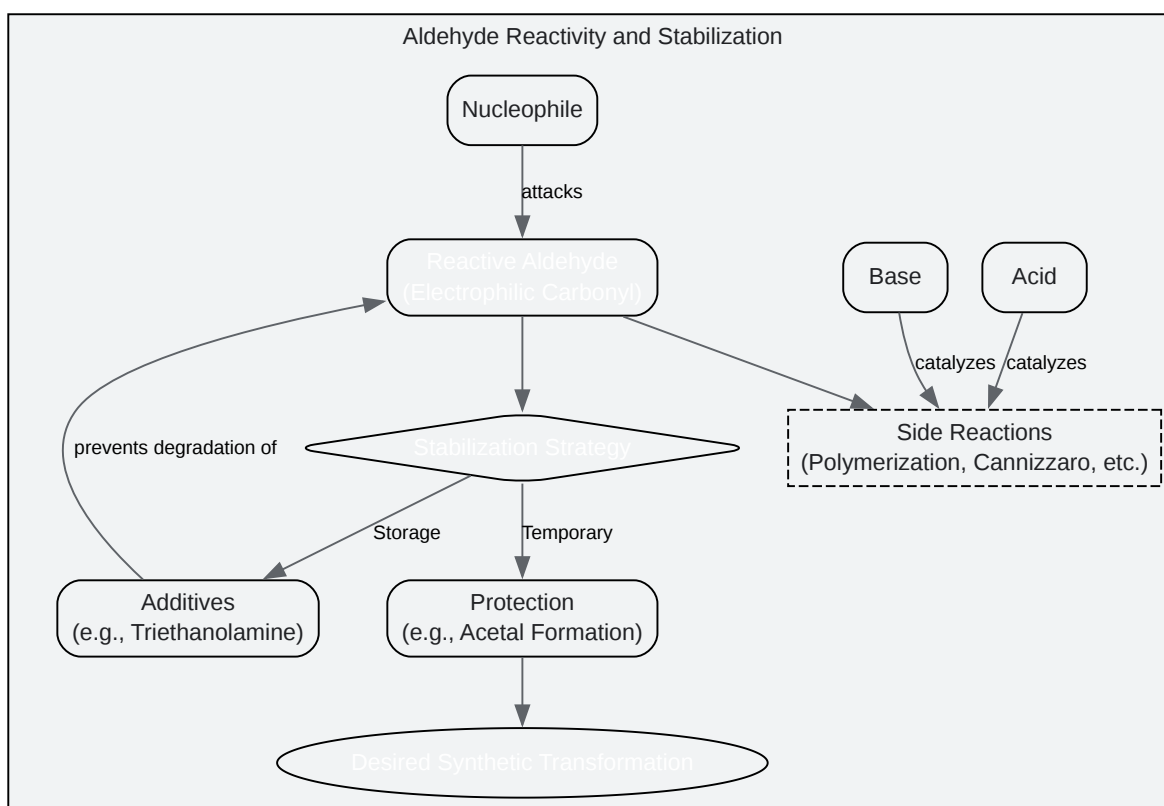 Aldehyde Reactivity and Stabilization
Nucleophile
attacks
Reactive Aldehyde
(Electrophilic Carbonyl)
Base
Acid
catalyzes
catalyzes
Side Reactions
(Polymerization, Cannizzaro, etc.)
Stabilization Strategy
prevents degradation of
Storage
Temporary
Additives
(e.g., Triethanolamine)
Protection
(e.g., Acetal Formation)
Desired Synthetic Transformation